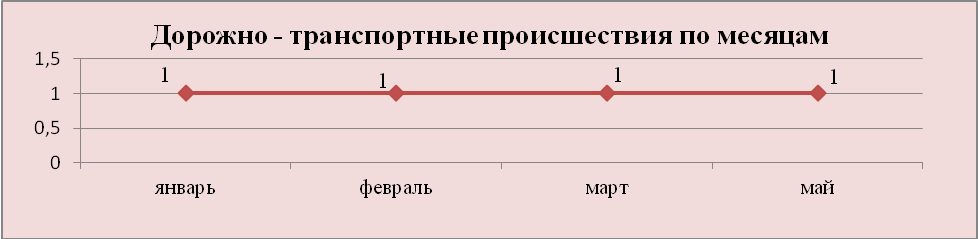 Дорожно - транспортные происшествия по месяцам
1,5
1
0,5
0
1
1
1
1
январь
февраль
март
май